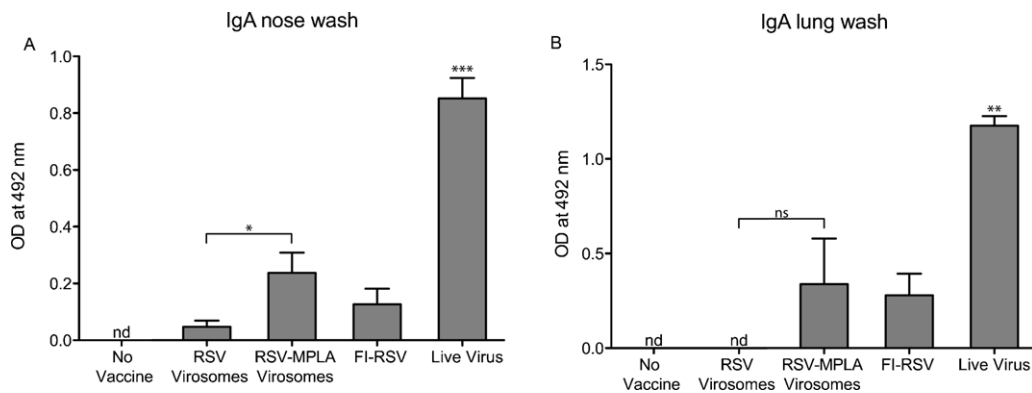 IgA nose wash
A
1.0
0.8
0.6
0.4
0.2
0.0
OD at 492 nm
nd
*
***
No
Vaccine
RSV
Virosomes
RSV-MPLA
Virosomes
FI-RSV
Live Virus
IgA lung wash
B
1.5
1.0
0.5
0.0
OD at 492 nm
nd
nd
ns
**
No
Vaccine
RSV
Virosomes
RSV-MPLA
Virosomes
FI-RSV
Live Virus